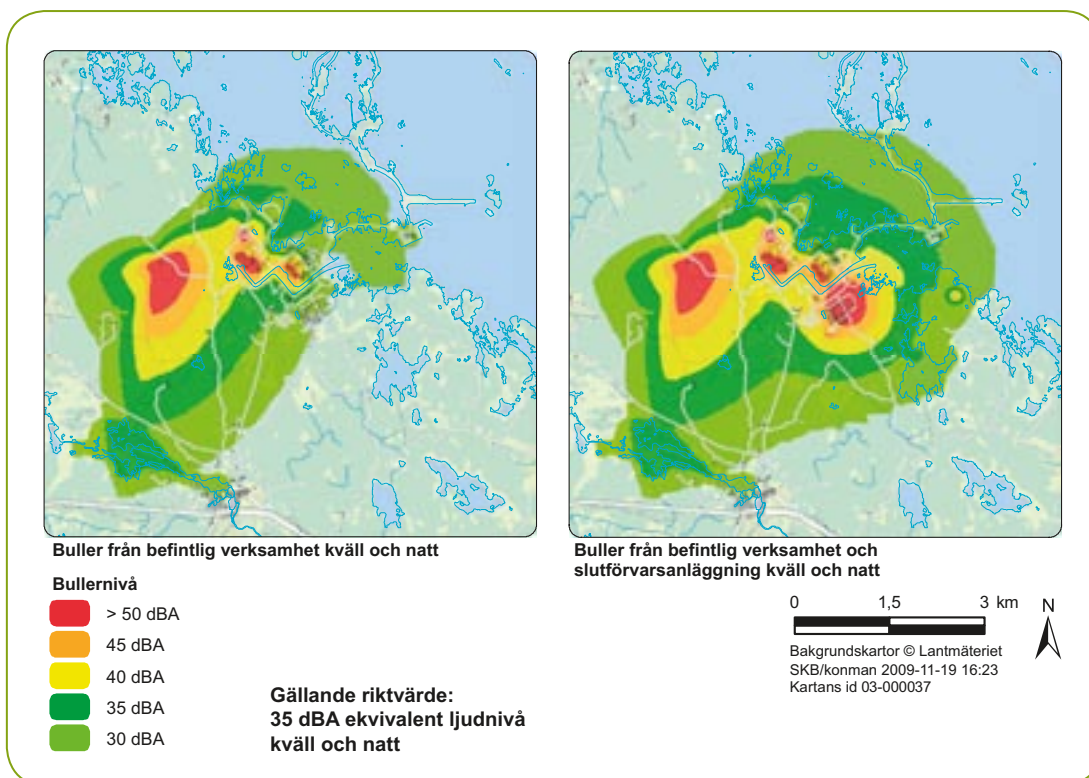 Buller från befintlig verksamhet kväll och natt
Buller från befintlig verksamhet och
slutförvarsanläggning kväll och natt
Bullernivå
> 50 dBA
45 dBA
40 dBA
35 dBA
30 dBA
Gällande riktvärde:
35 dBA ekvivalent ljudnivå
kväll och natt
0 1,5 3 km
N
Bakgrundskartor © Lantmäteriet
SKB/konman 2009-11-19 16:23
Kartans id 03-000037